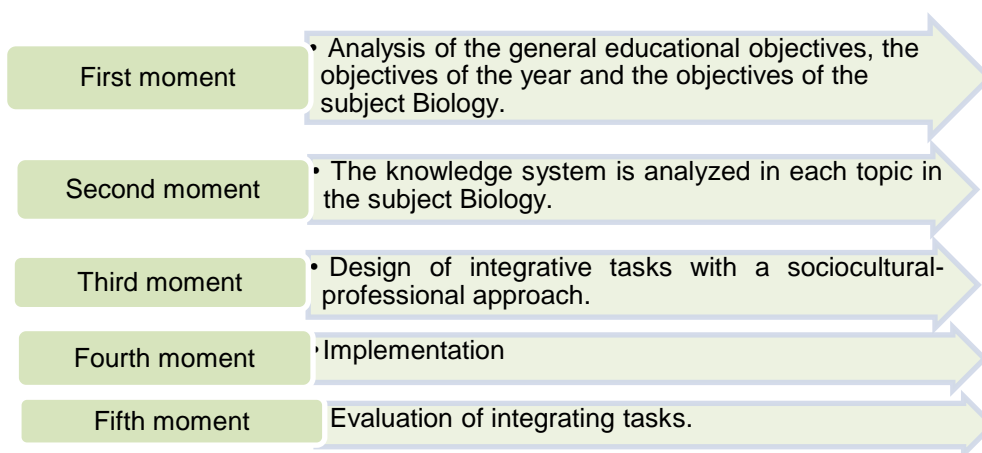 First moment
• Analysis of the general educational objectives, the
objectives of the year and the objectives of the
subject Biology.
Second moment
• The knowledge system is analyzed in each topic in
the subject Biology.
Third moment
• Design of integrative tasks with a sociocultural-
professional approach.
Fourth moment
• Implementation
Fifth moment
Evaluation of integrating tasks.